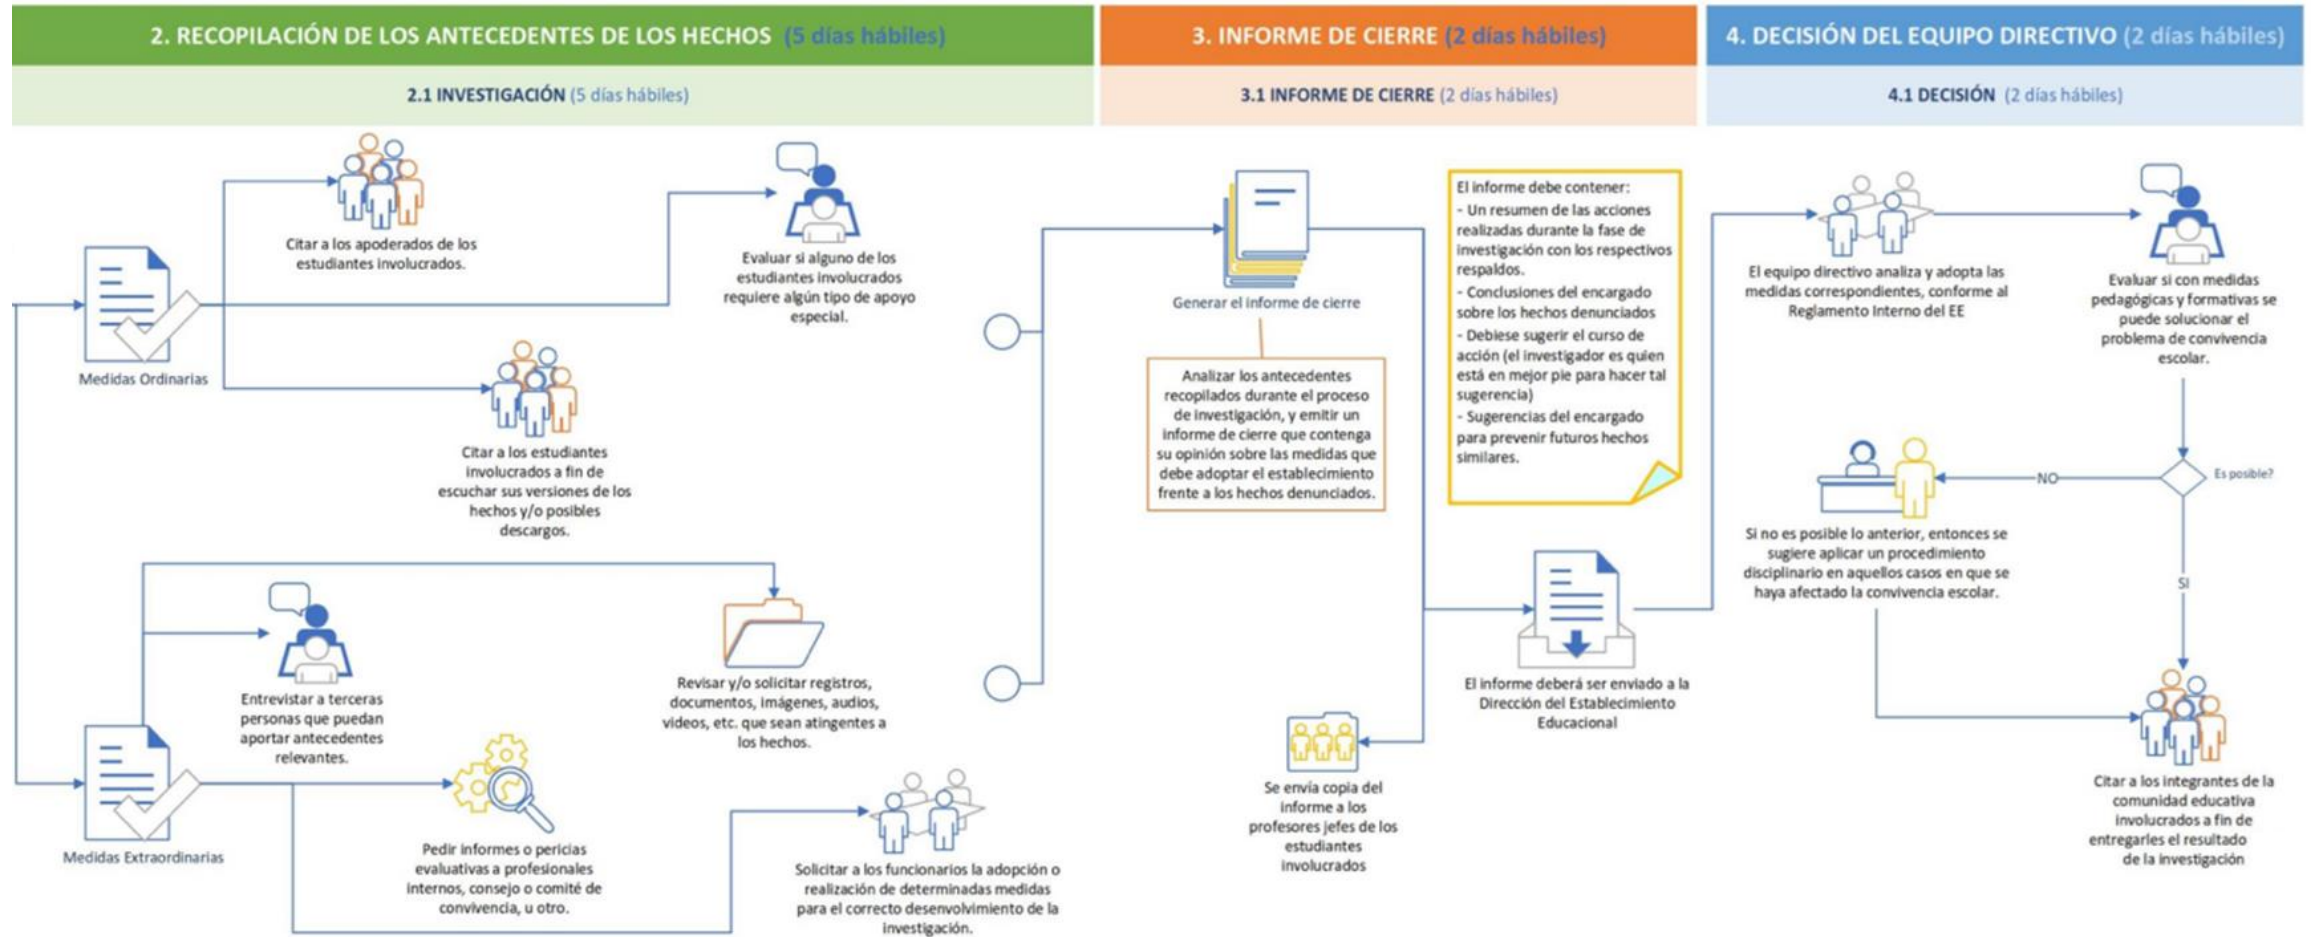 2. RECOPILACIÓN DE LOS ANTECEDENTES DE LOS HECHOS (5 días hábiles)
2.1 INVESTIGACIÓN (5 días hábiles)
Citar a los apoderados de los
estudiantes involucrados.
Evaluar si alguno de los
estudiantes involucrados
requiere algún tipo de apoyo
especial.
Medidas Ordinarias
Citar a los estudiantes
involucrados a fin de
escuchar sus versiones de los
hechos y/o posibles
descargos.
Entrevistar a terceras
personas que puedan
aportar antecedentes
relevantes.
Revisar y/o solicitar registros,
documentos, imágenes, audios,
videos, etc. que sean atingentes a
los hechos.
Medidas Extraordinarias
Pedir informes o pericias
evaluativas a profesionales
internos, consejo o comité de
convivencia, u otro.
Solicitar a los funcionarios la adopción o
realización de determinadas medidas
para el correcto desenvolvimiento de la
investigación.
3. INFORME DE CIERRE (2 días hábiles)
3.1 INFORME DE CIERRE (2 días hábiles)
Generar el informe de cierre
Analizar los antecedentes
recopilados durante el proceso
de investigación, y emitir un
informe de cierre que contenga
su opinión sobre las medidas que
debe adoptar el establecimiento
frente a los hechos denunciados.
El informe debe contener:
- Un resumen de las acciones
realizadas durante la fase de
investigación con los respectivos
respaldos.
- Conclusiones del encargado
sobre los hechos denunciados
- Debiese sugerir el curso de
acción (el investigador es quien
está en mejor pie para hacer tal
sugerencia)
- Sugerencias del encargado
para prevenir futuros hechos
similares.
El informe deberá ser enviado a la
Dirección del Establecimiento
Educacional
Se envía copia del
informe a los
profesores jefes de los
estudiantes
involucrados
4. DECISIÓN DEL EQUIPO DIRECTIVO (2 días hábiles)
4.1 DECISIÓN (2 días hábiles)
El equipo directivo analiza y adopta las
medidas correspondientes, conforme al
Reglamento Interno del EE
Evaluar si con medidas
pedagógicas y formativas se
puede solucionar el
problema de convivencia
escolar.
Es posible?
NO
Si no es posible lo anterior, entonces se
sugiere aplicar un procedimiento
disciplinario en aquellos casos en que se
haya afectado la convivencia escolar.
SI
Citar a los integrantes de la
comunidad educativa
involucrados a fin de
entregarles el resultado
de la investigación